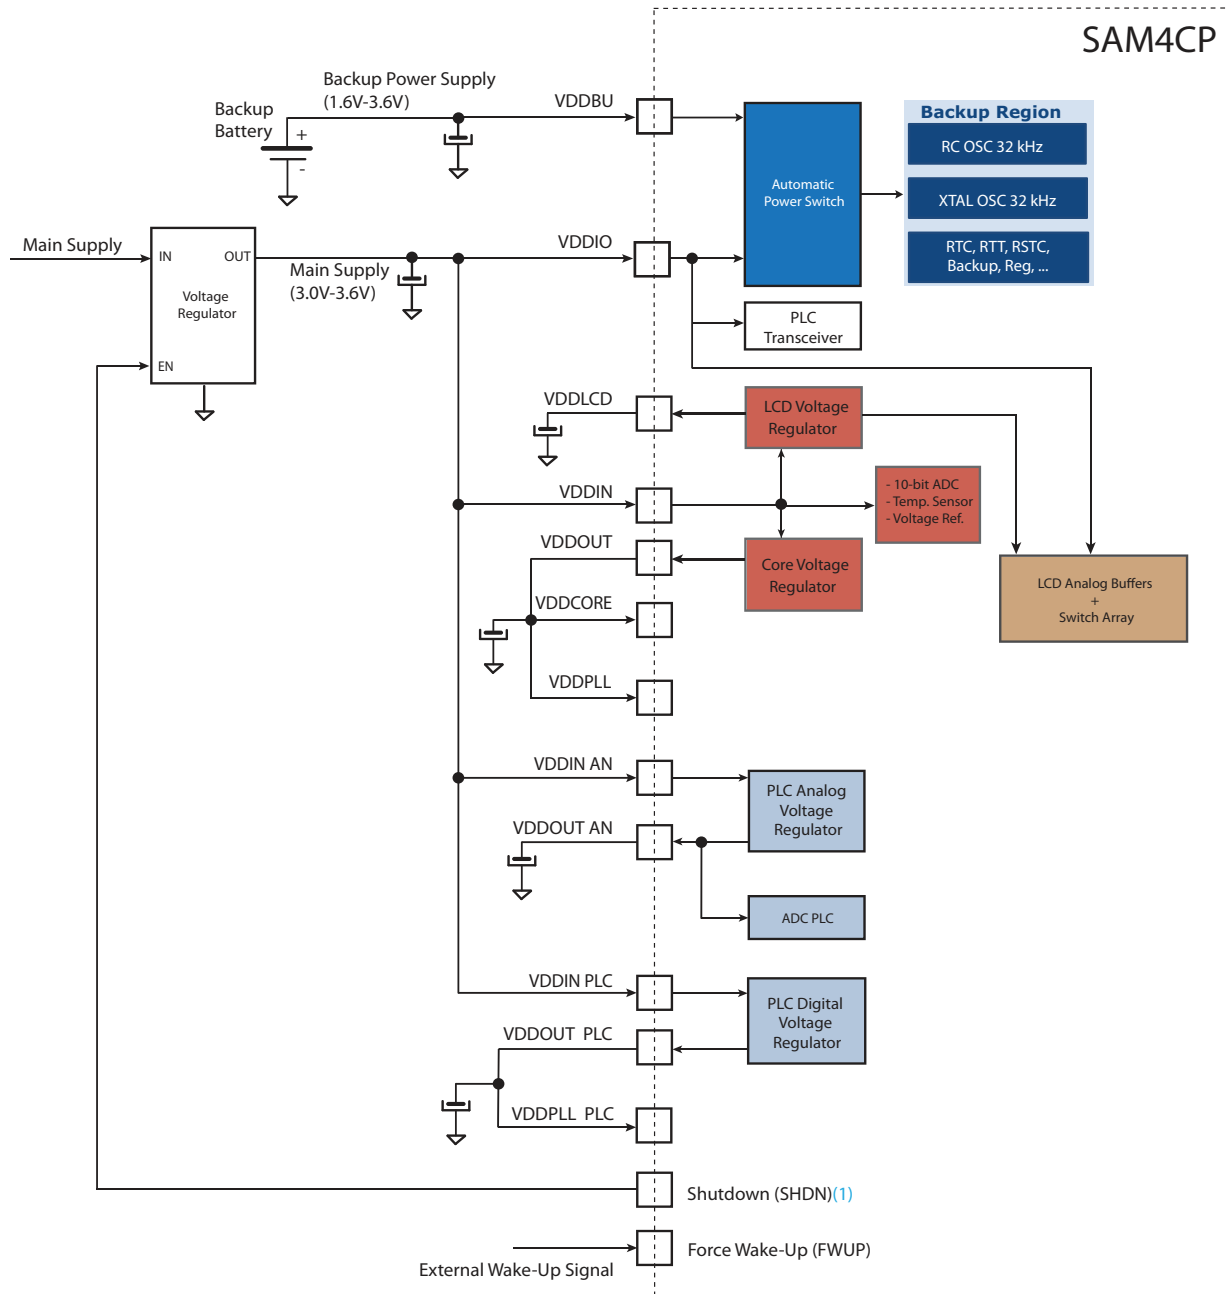 SAM4CP
Backup Power Supply
(1.6V-3.6V)
VDDBU
Backup
Battery
+
-
Backup Region
RC OSC 32 kHz
XTAL OSC 32 kHz
RTC, RTT, RSTC,
Backup, Reg, ...
Automatic
Power Switch
Main Supply
IN
OUT
Voltage
Regulator
EN
Main Supply
(3.0V-3.6V)
VDDIO
PLC
Transceiver
VDDLCD
LCD Voltage
Regulator
VDDIN
- 10-bit ADC
- Temp. Sensor
- Voltage Ref.
VDDOUT
Core Voltage
Regulator
LCD Analog Buffers
+
Switch Array
VDDCORE
VDDPLL
VDDIN AN
PLC Analog
Voltage
Regulator
VDDOUT AN
ADC PLC
VDDIN PLC
PLC Digital
Voltage
Regulator
VDDOUT PLC
VDDPLL PLC
Shutdown (SHDN)(1)
Force Wake-Up (FWUP)
External Wake-Up Signal